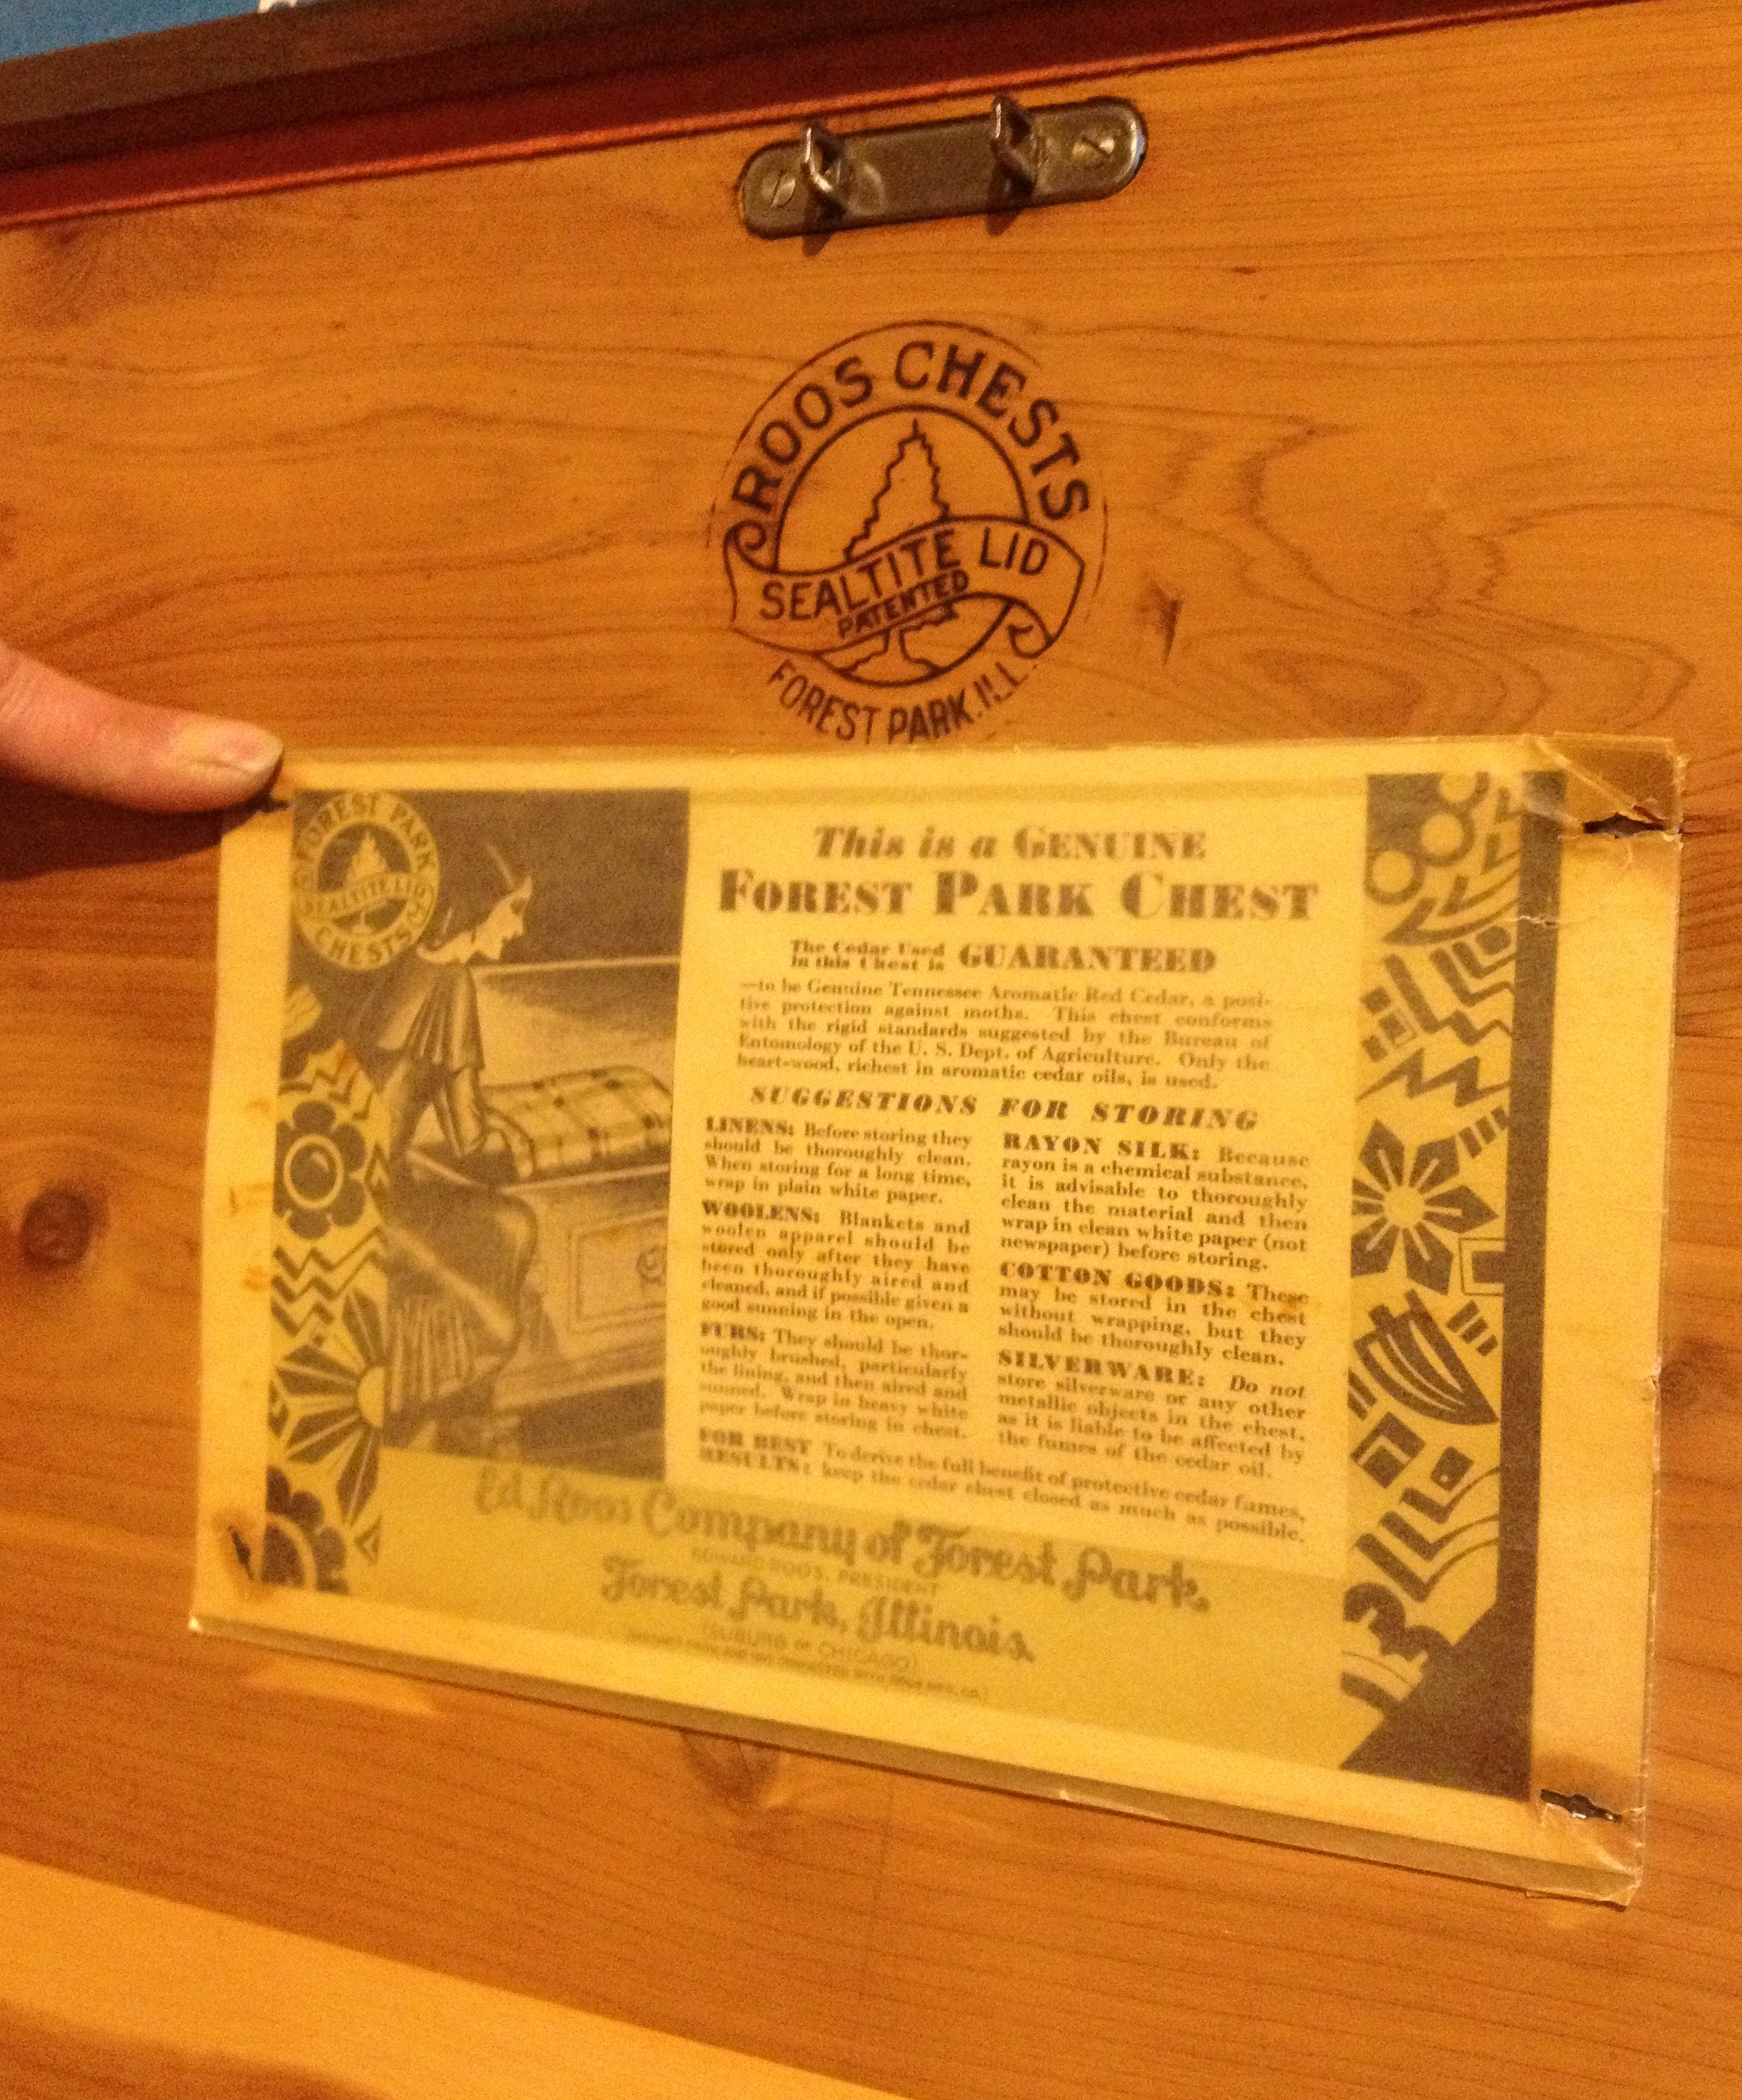 ROOS CHESTS
SEALTITE LID
PATENTED
FOREST PARK. ILL.
FOREST PARK
SEALTITE LID
CHESTS
This is a GENUINE
FOREST PARK CHEST
The Cedar Used
in this Chest is GUARANTEED
—to be Genuine Tennessee Aromatic Red Cedar, a posi-
tive protection against moths. This chest conforms
with the rigid standards suggested by the Bureau of
Entomology of the U. S. Dept. of Agriculture. Only the
heart-wood, richest in aromatic cedar oils, is used.
SUGGESTIONS FOR STORING
LINENS: Before storing they
should be thoroughly clean.
When storing for a long time,
wrap in plain white paper.
WOOLENS: Blankets and
woolen apparel should be
stored only after they have
been thoroughly aired and
cleaned, and if possible given a
good sunning in the open.
FURS: They should be thor-
oughly brushed, particularly
the lining, and then aired and
sunned. Wrap in heavy white
paper before storing in chest.
RAYON SILK: Because
rayon is a chemical substance,
it is advisable to thoroughly
clean the material and then
wrap in clean white paper (not
newspaper) before storing.
COTTON GOODS: These
may be stored in the chest
without wrapping, but they
should be thoroughly clean.
SILVERWARE: Do not
store silverware or any other
metallic objects in the chest,
as it is liable to be affected by
the fumes of the cedar oil.
FOR BEST To derive the full benefit of protective cedar fumes,
RESULTS: keep the cedar chest closed as much as possible.
Ed Roos Company of Forest Park
EDWARD ROOS, PRESIDENT
Forest Park, Illinois
(SUBURB OF CHICAGO)